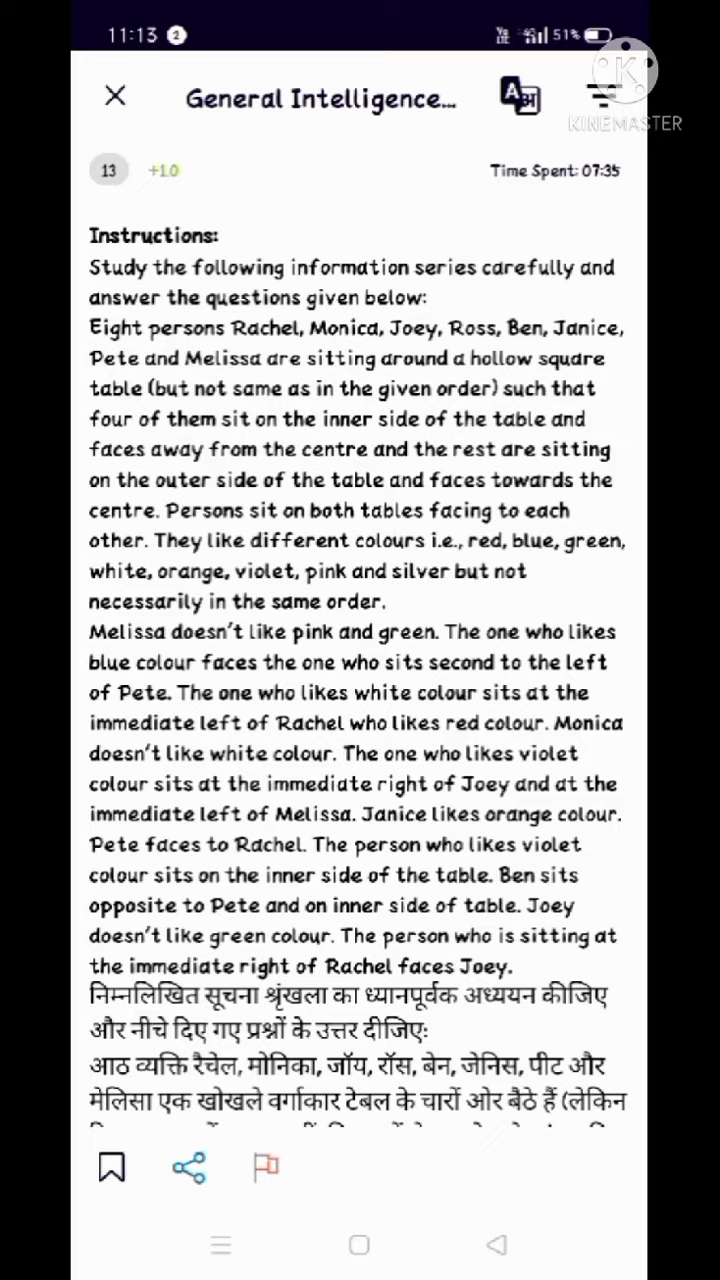 11:13 2 Vo LTE 4G 51%
General Intelligence... A अ
KINEMASTER
13 +1.0 Time Spent: 07:35
Instructions:
Study the following information series carefully and
answer the questions given below:
Eight persons Rachel, Monica, Joey, Ross, Ben, Janice,
Pete and Melissa are sitting around a hollow square
table (but not same as in the given order) such that
four of them sit on the inner side of the table and
faces away from the centre and the rest are sitting
on the outer side of the table and faces towards the
centre. Persons sit on both tables facing to each
other. They like different colours i.e., red, blue, green,
white, orange, violet, pink and silver but not
necessarily in the same order.
Melissa doesn't like pink and green. The one who likes
blue colour faces the one who sits second to the left
of Pete. The one who likes white colour sits at the
immediate left of Rachel who likes red colour. Monica
doesn't like white colour. The one who likes violet
colour sits at the immediate right of Joey and at the
immediate left of Melissa. Janice likes orange colour.
Pete faces to Rachel. The person who likes violet
colour sits on the inner side of the table. Ben sits
opposite to Pete and on inner side of table. Joey
doesn't like green colour. The person who is sitting at
the immediate right of Rachel faces Joey.
निम्नलिखित सूचना श्रृंखला का ध्यानपूर्वक अध्ययन कीजिए
और नीचे दिए गए प्रश्नों के उत्तर दीजिए:
आठ व्यक्ति रैचेल, मोनिका, जॉय, रॉस, बेन, जेनिस, पीट और
मेलिसा एक खोखले वर्गाकार टेबल के चारों ओर बैठे हैं (लेकिन